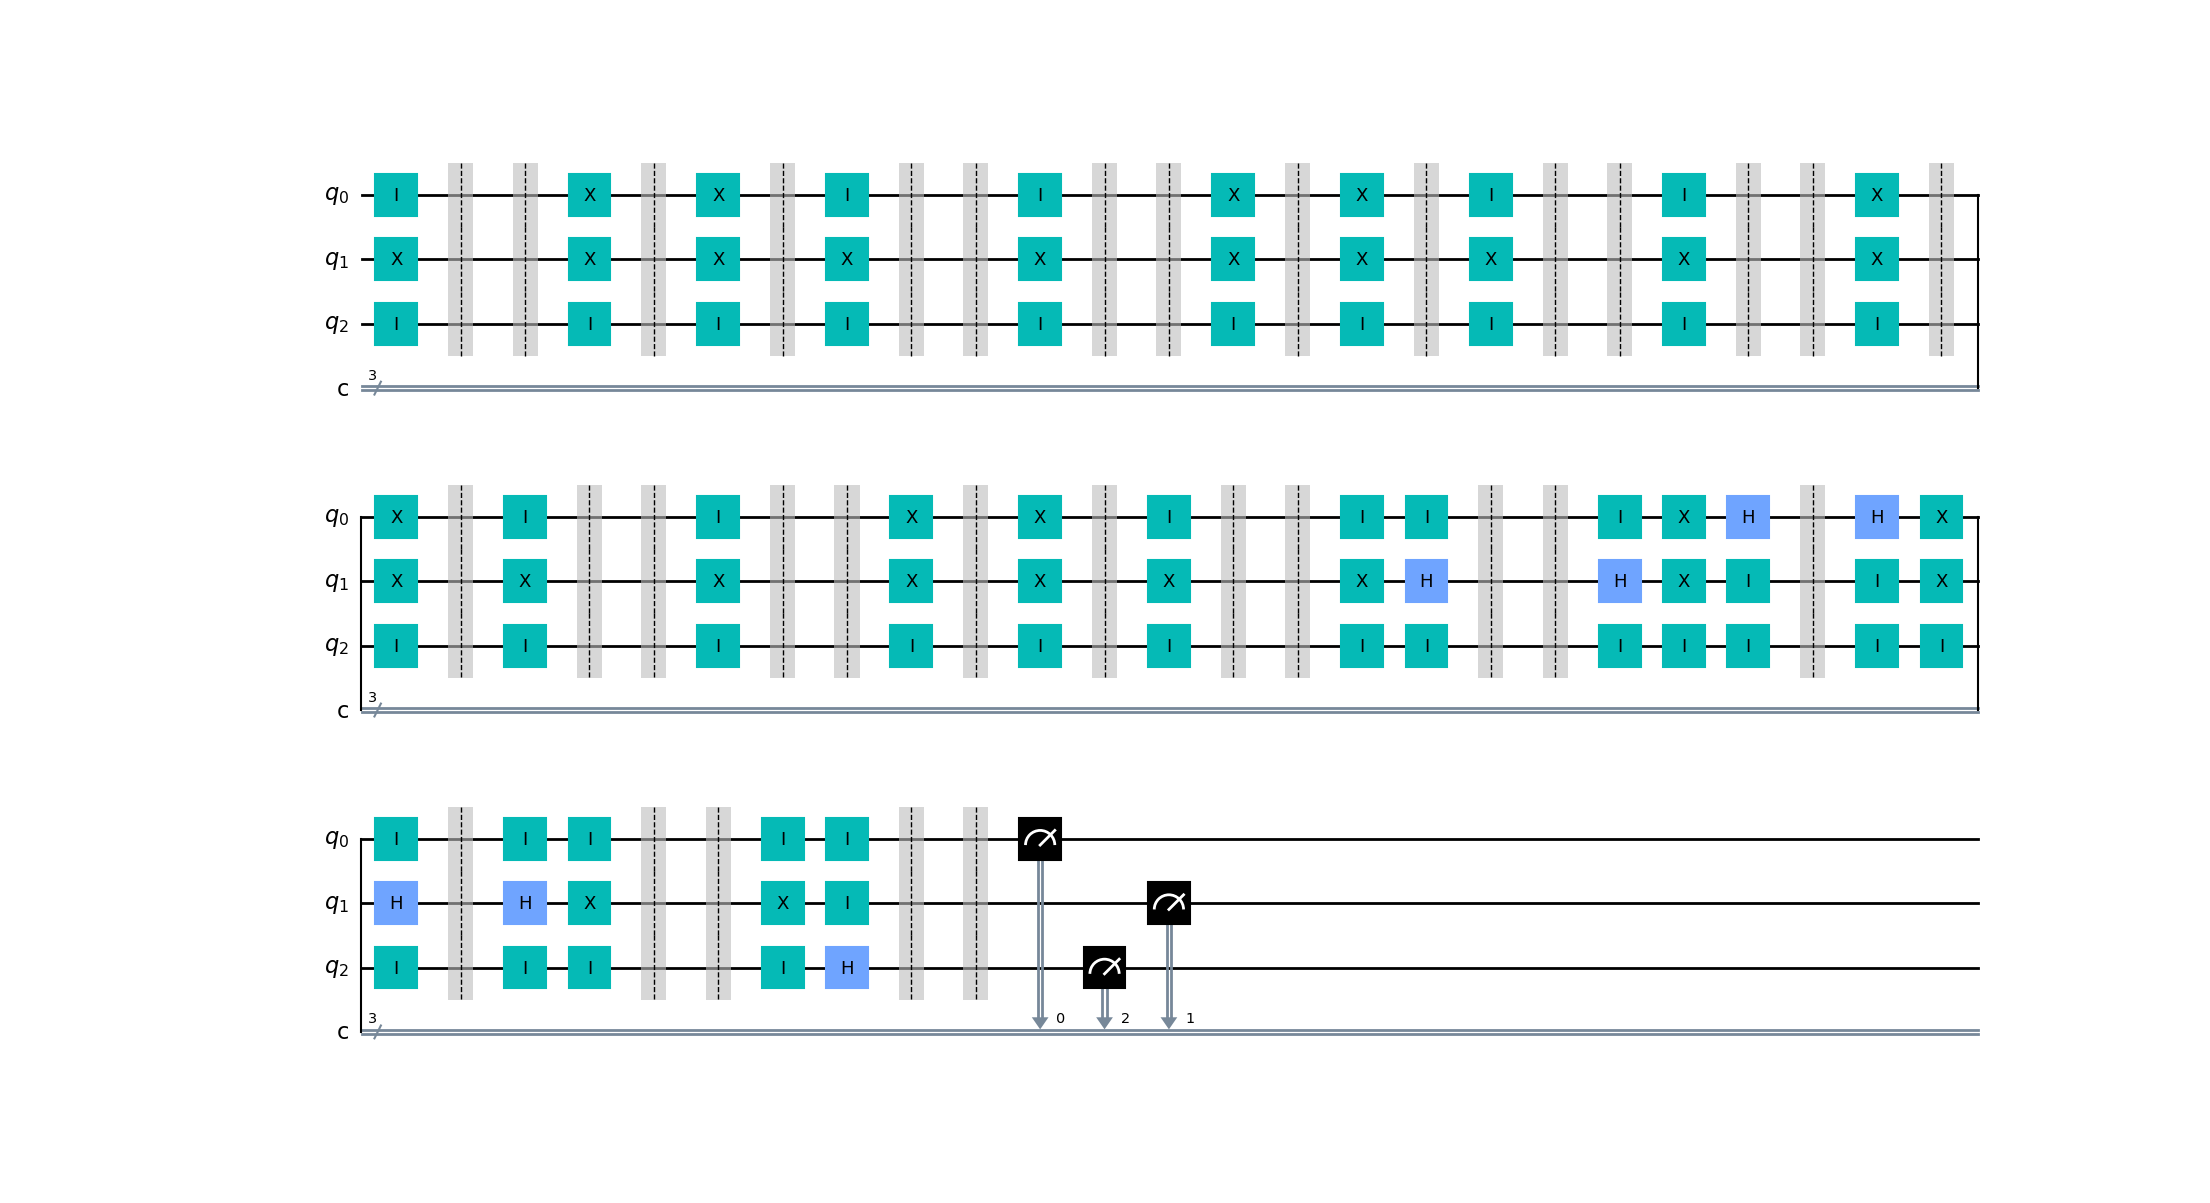 q0 I X X I I X X I I X
q1 X X X X X X X X X X
q2 I I I I I I I I I I
3
c
q0 X I I X X I I I I X H H X
q1 X X X X X X X H H X I I X
q2 I I I I I I I I I I I I I
3
c
q0 I I I I I
q1 H H X X I
q2 I I I I H
3 0 2 1
c